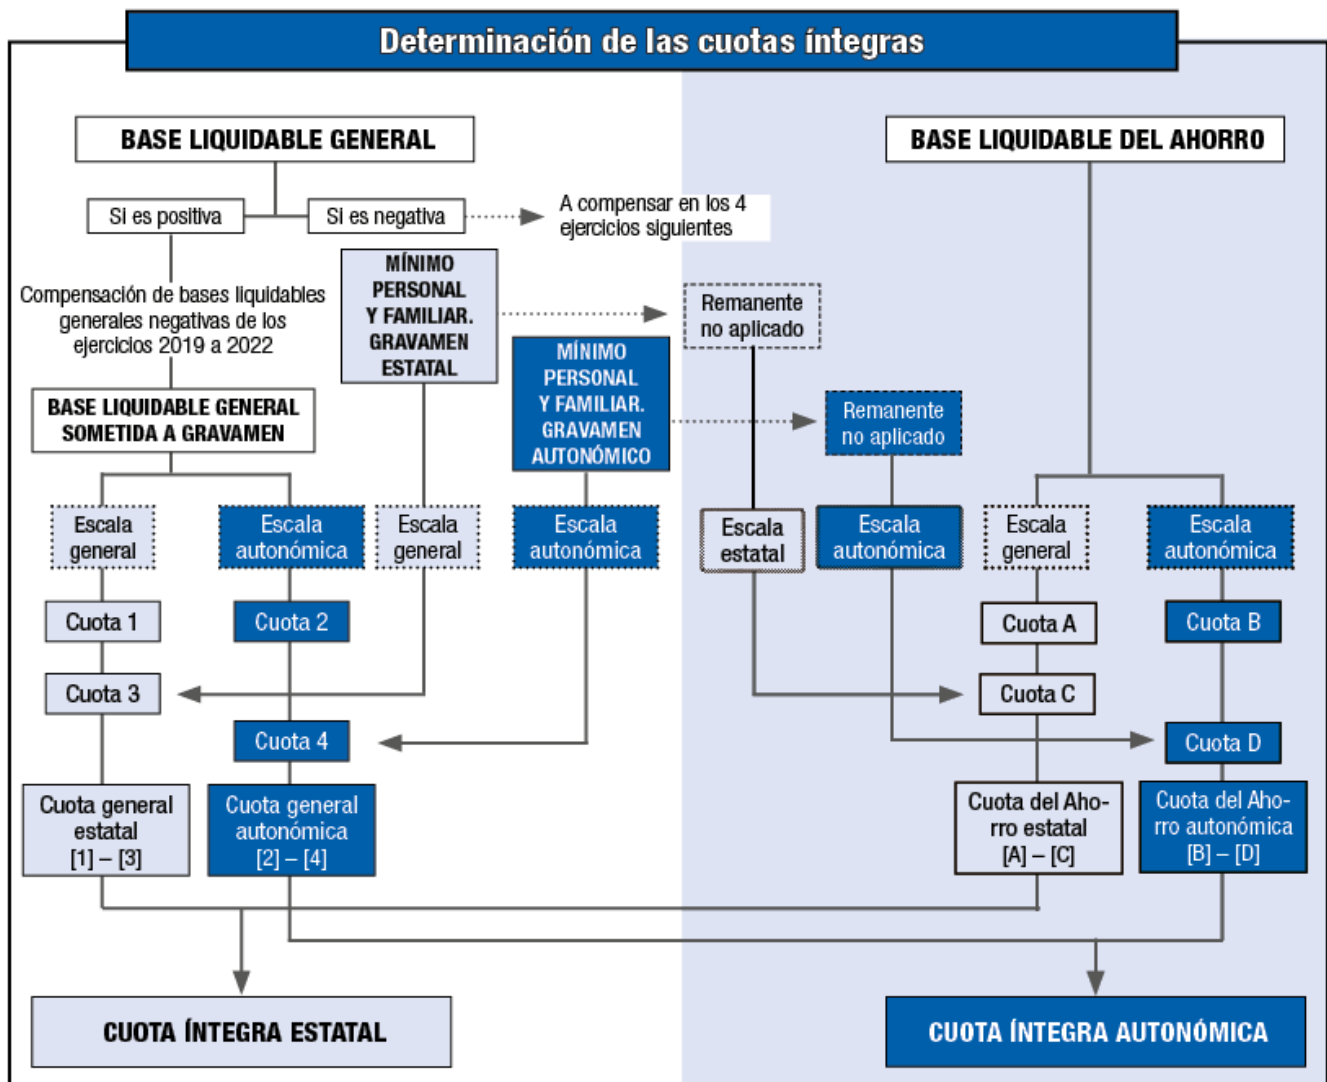 Determinación de las cuotas íntegras
BASE LIQUIDABLE GENERAL
BASE LIQUIDABLE DEL AHORRO
Si es positiva
Si es negativa
A compensar en los 4
ejercicios siguientes
Compensación de bases liquidables
generales negativas de los
ejercicios 2019 a 2022
MÍNIMO
PERSONAL
Y FAMILIAR.
GRAVAMEN
ESTATAL
Remanente
no aplicado
MÍNIMO
PERSONAL
Y FAMILIAR.
GRAVAMEN
AUTONÓMICO
Remanente
no aplicado
BASE LIQUIDABLE GENERAL
SOMETIDA A GRAVAMEN
Escala
general
Escala
autonómica
Escala
general
Escala
autonómica
Escala
estatal
Escala
autonómica
Escala
general
Escala
autonómica
Cuota 1
Cuota 2
Cuota A
Cuota B
Cuota 3
Cuota C
Cuota 4
Cuota D
Cuota general
estatal
[1] – [3]
Cuota general
autonómica
[2] – [4]
Cuota del Aho-
rro estatal
[A] – [C]
Cuota del Aho-
rro autonómica
[B] – [D]
CUOTA ÍNTEGRA ESTATAL
CUOTA ÍNTEGRA AUTONÓMICA